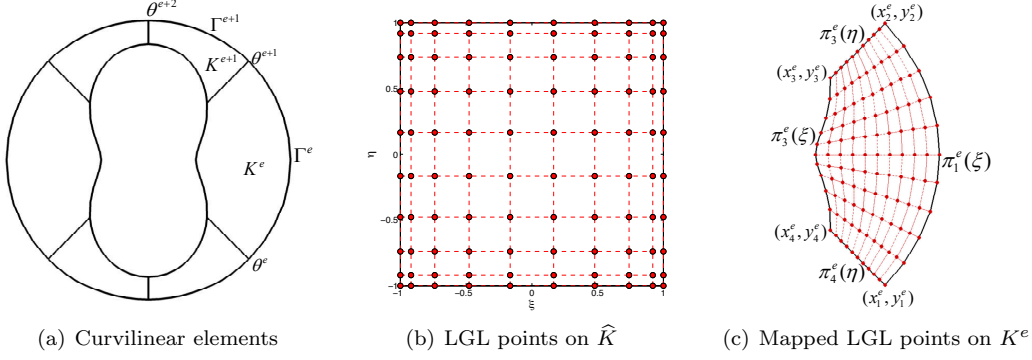 θ^{e+2}
Γ^{e+1}
θ^{e+1}
K^{e+1}
Γ^e
K^e
θ^e
(a) Curvilinear elements
1
0.5
0
−0.5
−1
η
−1
−0.5
0
0.5
1
ξ
(b) LGL points on K̂
(x_2^e, y_2^e)
π_3^e(η)
(x_3^e, y_3^e)
π_3^e(ξ)
π_1^e(ξ)
(x_4^e, y_4^e)
π_4^e(η)
(x_1^e, y_1^e)
(c) Mapped LGL points on K^e